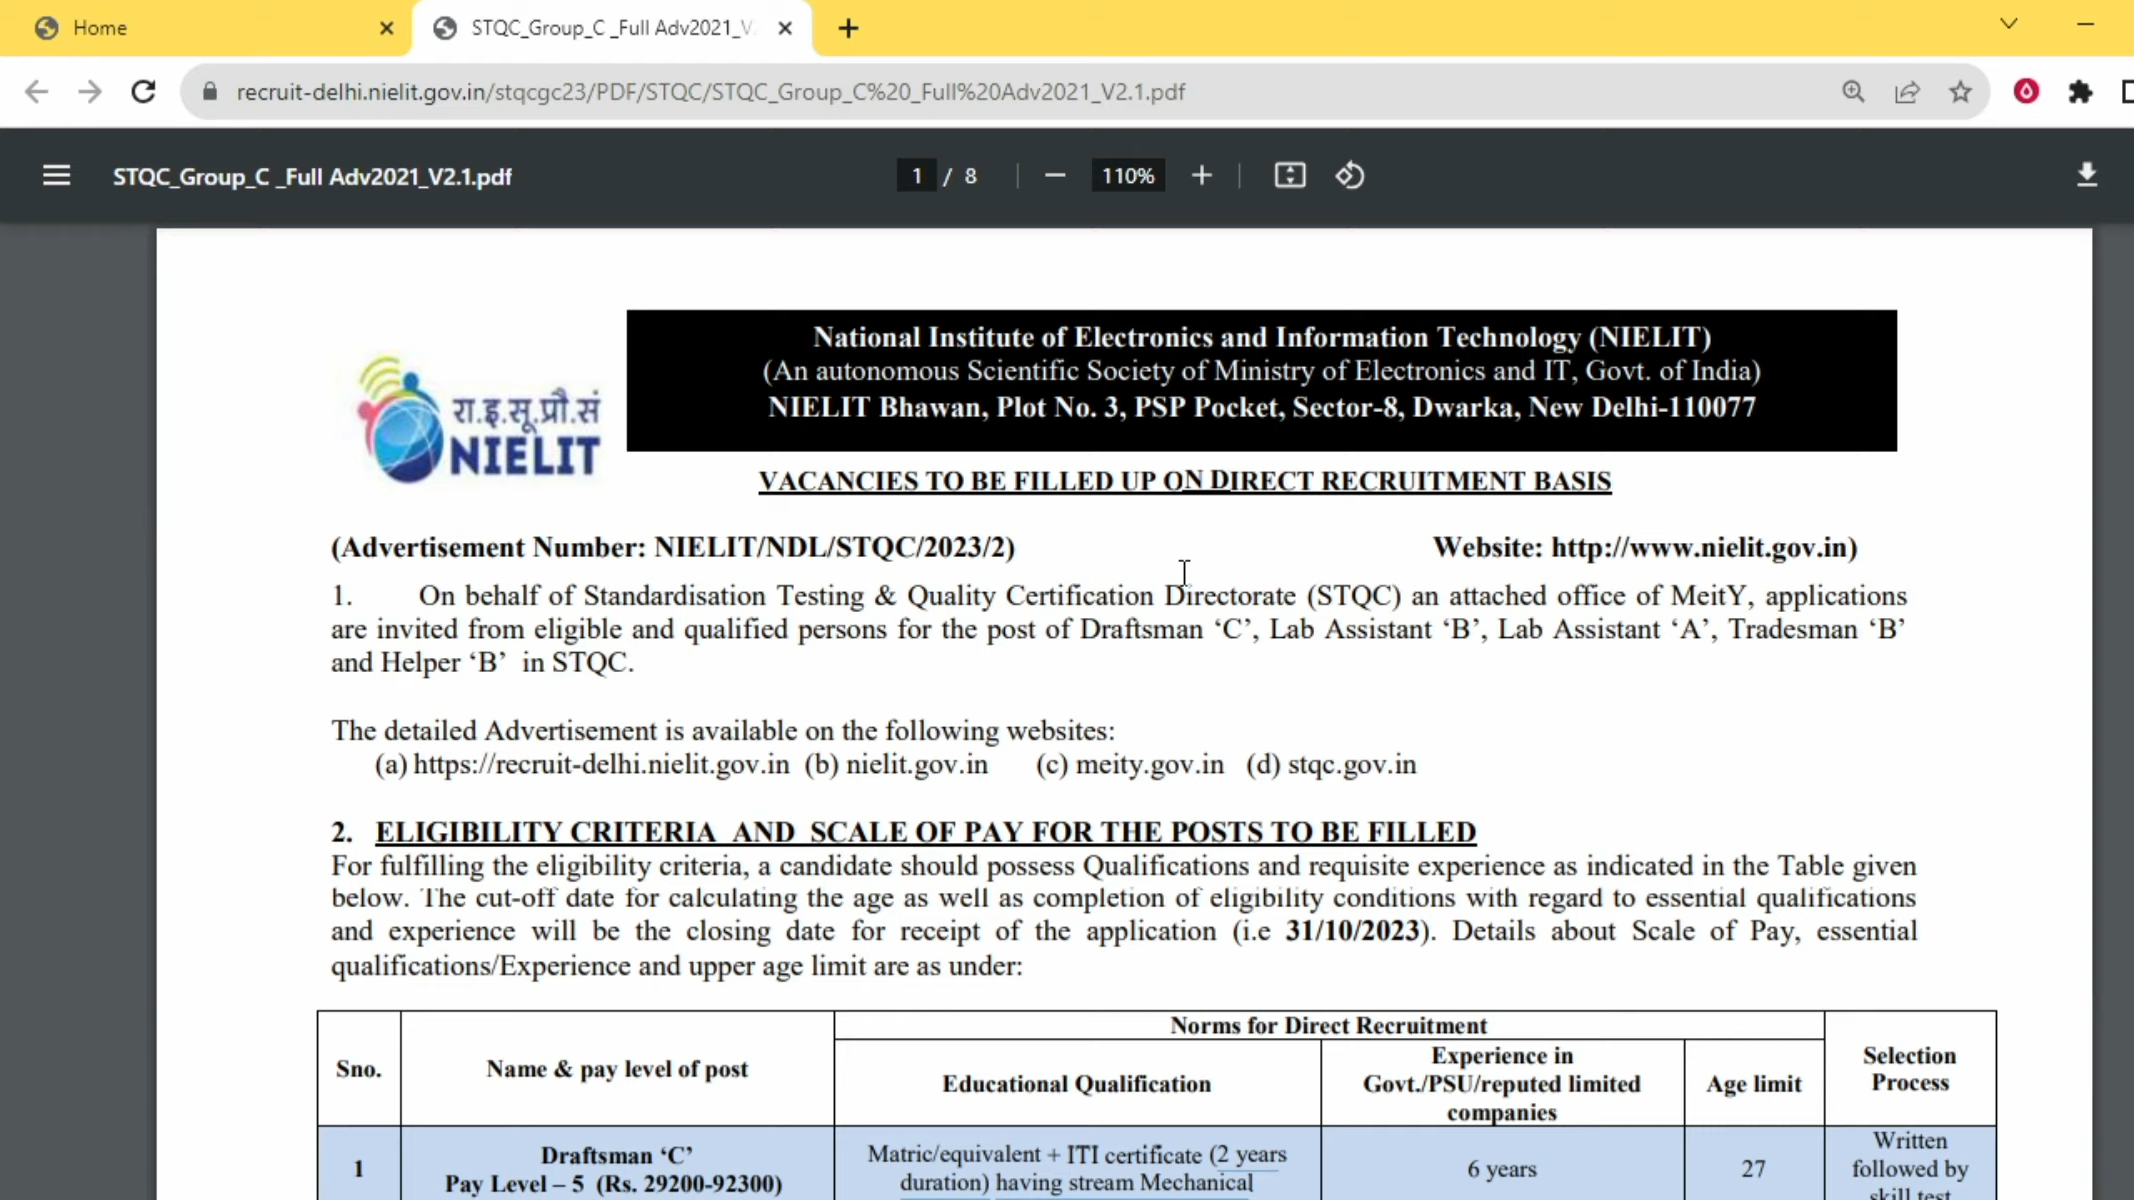 Home
STQC_Group_C _Full Adv2021_V
recruit-delhi.nielit.gov.in/stqcgc23/PDF/STQC/STQC_Group_C%20_Full%20Adv2021_V2.1.pdf
STQC_Group_C _Full Adv2021_V2.1.pdf
1 / 8
110%
रा.इ.सू.प्रौ.सं
NIELIT
National Institute of Electronics and Information Technology (NIELIT)
(An autonomous Scientific Society of Ministry of Electronics and IT, Govt. of India)
NIELIT Bhawan, Plot No. 3, PSP Pocket, Sector-8, Dwarka, New Delhi-110077
VACANCIES TO BE FILLED UP ON DIRECT RECRUITMENT BASIS
(Advertisement Number: NIELIT/NDL/STQC/2023/2) Website: http://www.nielit.gov.in)
1. On behalf of Standardisation Testing & Quality Certification Directorate (STQC) an attached office of MeitY, applications
are invited from eligible and qualified persons for the post of Draftsman ‘C’, Lab Assistant ‘B’, Lab Assistant ‘A’, Tradesman ‘B’
and Helper ‘B’ in STQC.
The detailed Advertisement is available on the following websites:
(a) https://recruit-delhi.nielit.gov.in (b) nielit.gov.in (c) meity.gov.in (d) stqc.gov.in
2. ELIGIBILITY CRITERIA AND SCALE OF PAY FOR THE POSTS TO BE FILLED
For fulfilling the eligibility criteria, a candidate should possess Qualifications and requisite experience as indicated in the Table given
below. The cut-off date for calculating the age as well as completion of eligibility conditions with regard to essential qualifications
and experience will be the closing date for receipt of the application (i.e 31/10/2023). Details about Scale of Pay, essential
qualifications/Experience and upper age limit are as under:
Norms for Direct Recruitment
Sno.
Name & pay level of post
Educational Qualification
Experience in
Govt./PSU/reputed limited
companies
Age limit
Selection
Process
1
Draftsman ‘C’
Pay Level – 5 (Rs. 29200-92300)
Matric/equivalent + ITI certificate (2 years
duration) having stream Mechanical
6 years
27
Written
followed by
skill test